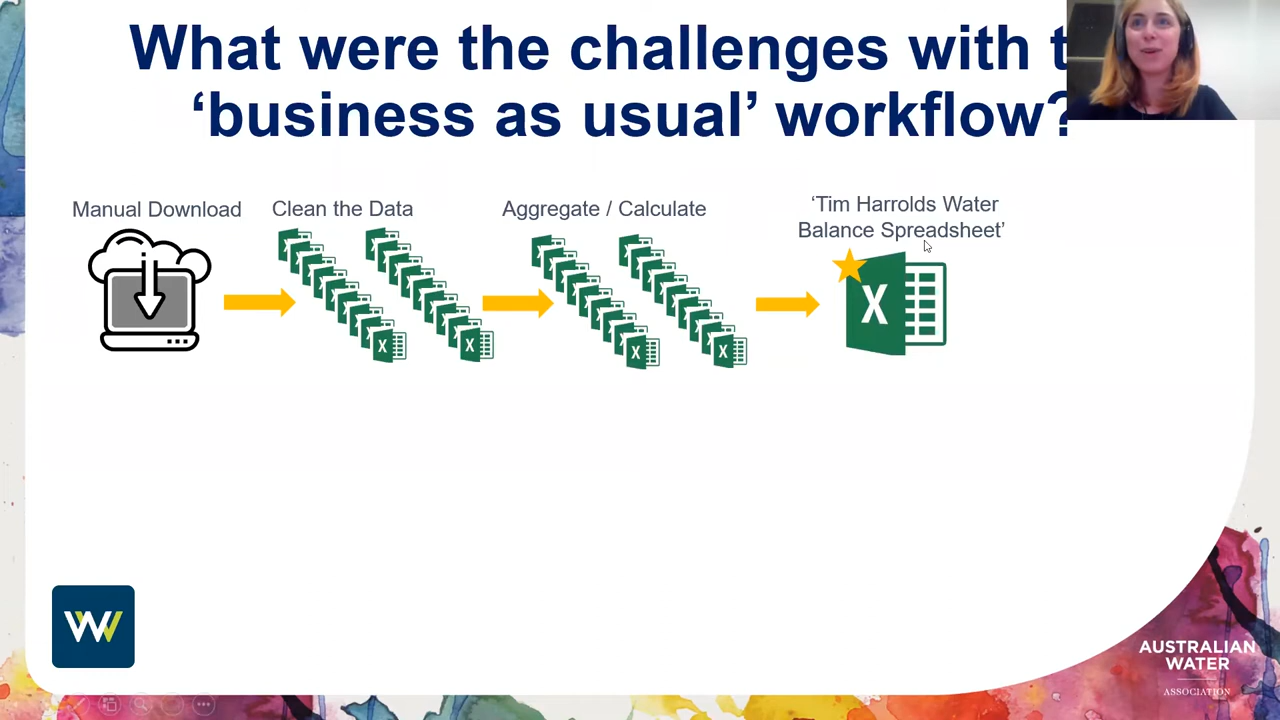 What were the challenges with t
‘business as usual’ workflow?
Manual Download
Clean the Data
Aggregate / Calculate
‘Tim Harrolds Water
Balance Spreadsheet’
X
X
X
X
X
W
AUSTRALIAN
WATER
ASSOCIATION